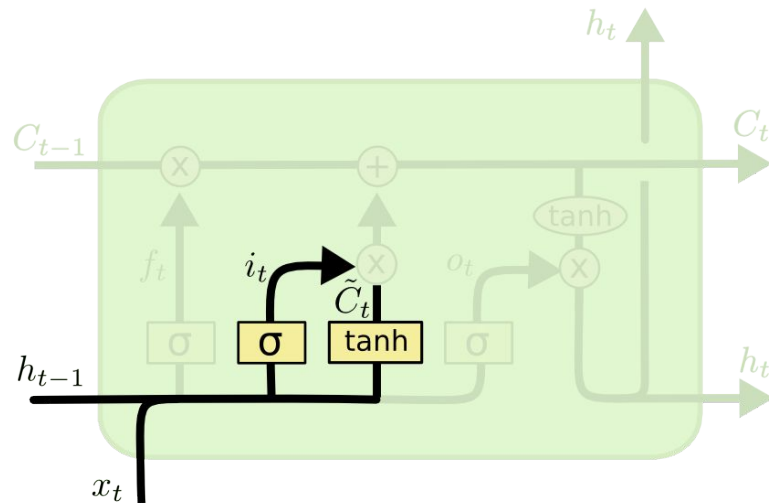 h_t
C_{t-1} × + C_t
tanh
f_t i_t × o_t ×
C̃_t
σ σ tanh σ
h_{t-1} h_t
x_t